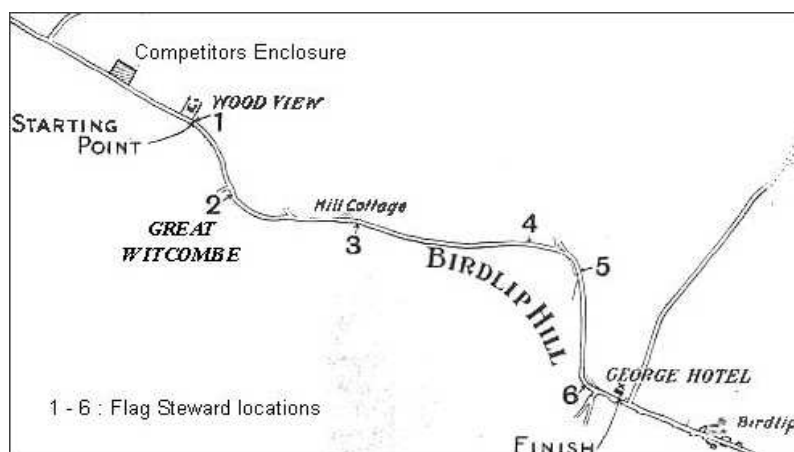 Competitors Enclosure
WOOD VIEW
1
STARTING
POINT
2
Mill Cottage
GREAT
WITCOMBE
3
4
BIRDLIP HILL
5
6
GEORGE HOTEL
1 - 6 : Flag Steward locations
Birdlip
FINISH